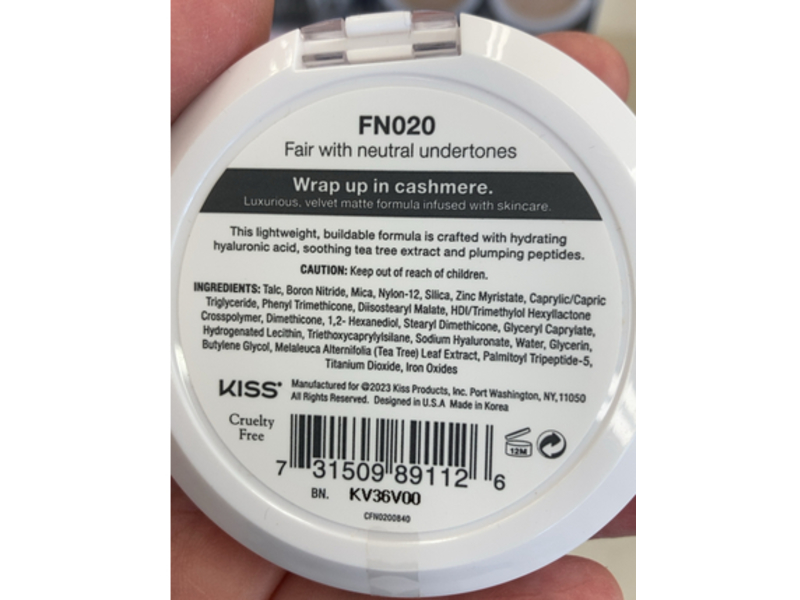 FN020
Fair with neutral undertones
Wrap up in cashmere.
Luxurious, velvet matte formula infused with skincare.
This lightweight, buildable formula is crafted with hydrating
hyaluronic acid, soothing tea tree extract and plumping peptides.
CAUTION: Keep out of reach of children.
INGREDIENTS: Talc, Boron Nitride, Mica, Nylon-12, Silica, Zinc Myristate, Caprylic/Capric
Triglyceride, Phenyl Trimethicone, Diisostearyl Malate, HDI/Trimethylol Hexyllactone
Crosspolymer, Dimethicone, 1,2- Hexanediol, Stearyl Dimethicone, Glyceryl Caprylate,
Hydrogenated Lecithin, Triethoxycaprylylsilane, Sodium Hyaluronate, Water, Glycerin,
Butylene Glycol, Melaleuca Alternifolia (Tea Tree) Leaf Extract, Palmitoyl Tripeptide-5,
Titanium Dioxide, Iron Oxides
KISS®
Manufactured for ©2023 Kiss Products, Inc. Port Washington, NY, 11050
All Rights Reserved. Designed in U.S.A Made in Korea
Cruelty
Free
7 31509 89112 6
12M
BN. KV36V00
CFN0200840